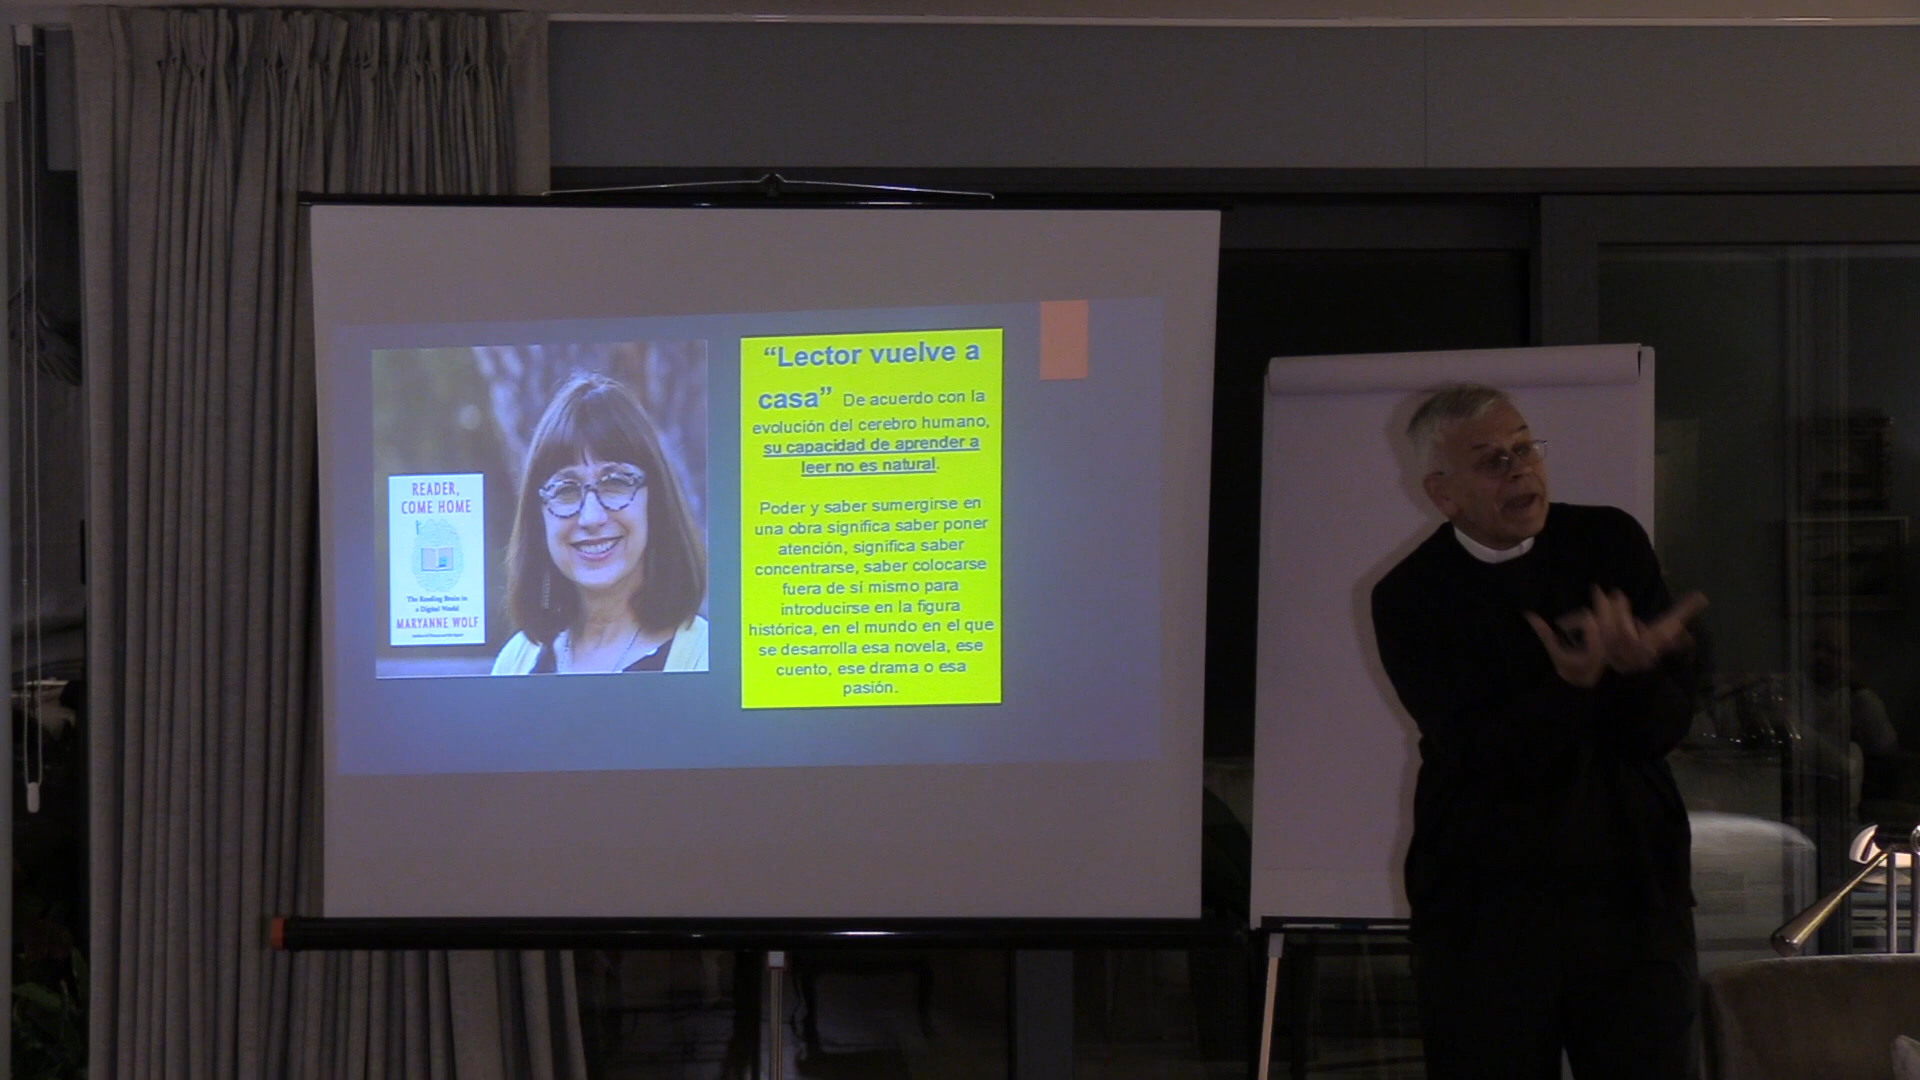 READER,
COME HOME
The Reading Brain in
a Digital World
MARYANNE WOLF
“Lector vuelve a
casa” De acuerdo con la
evolución del cerebro humano,
su capacidad de aprender a
leer no es natural.
Poder y saber sumergirse en
una obra significa saber poner
atención, significa saber
concentrarse, saber colocarse
fuera de sí mismo para
introducirse en la figura
histórica, en el mundo en el que
se desarrolla esa novela, ese
cuento, ese drama o esa
pasión.